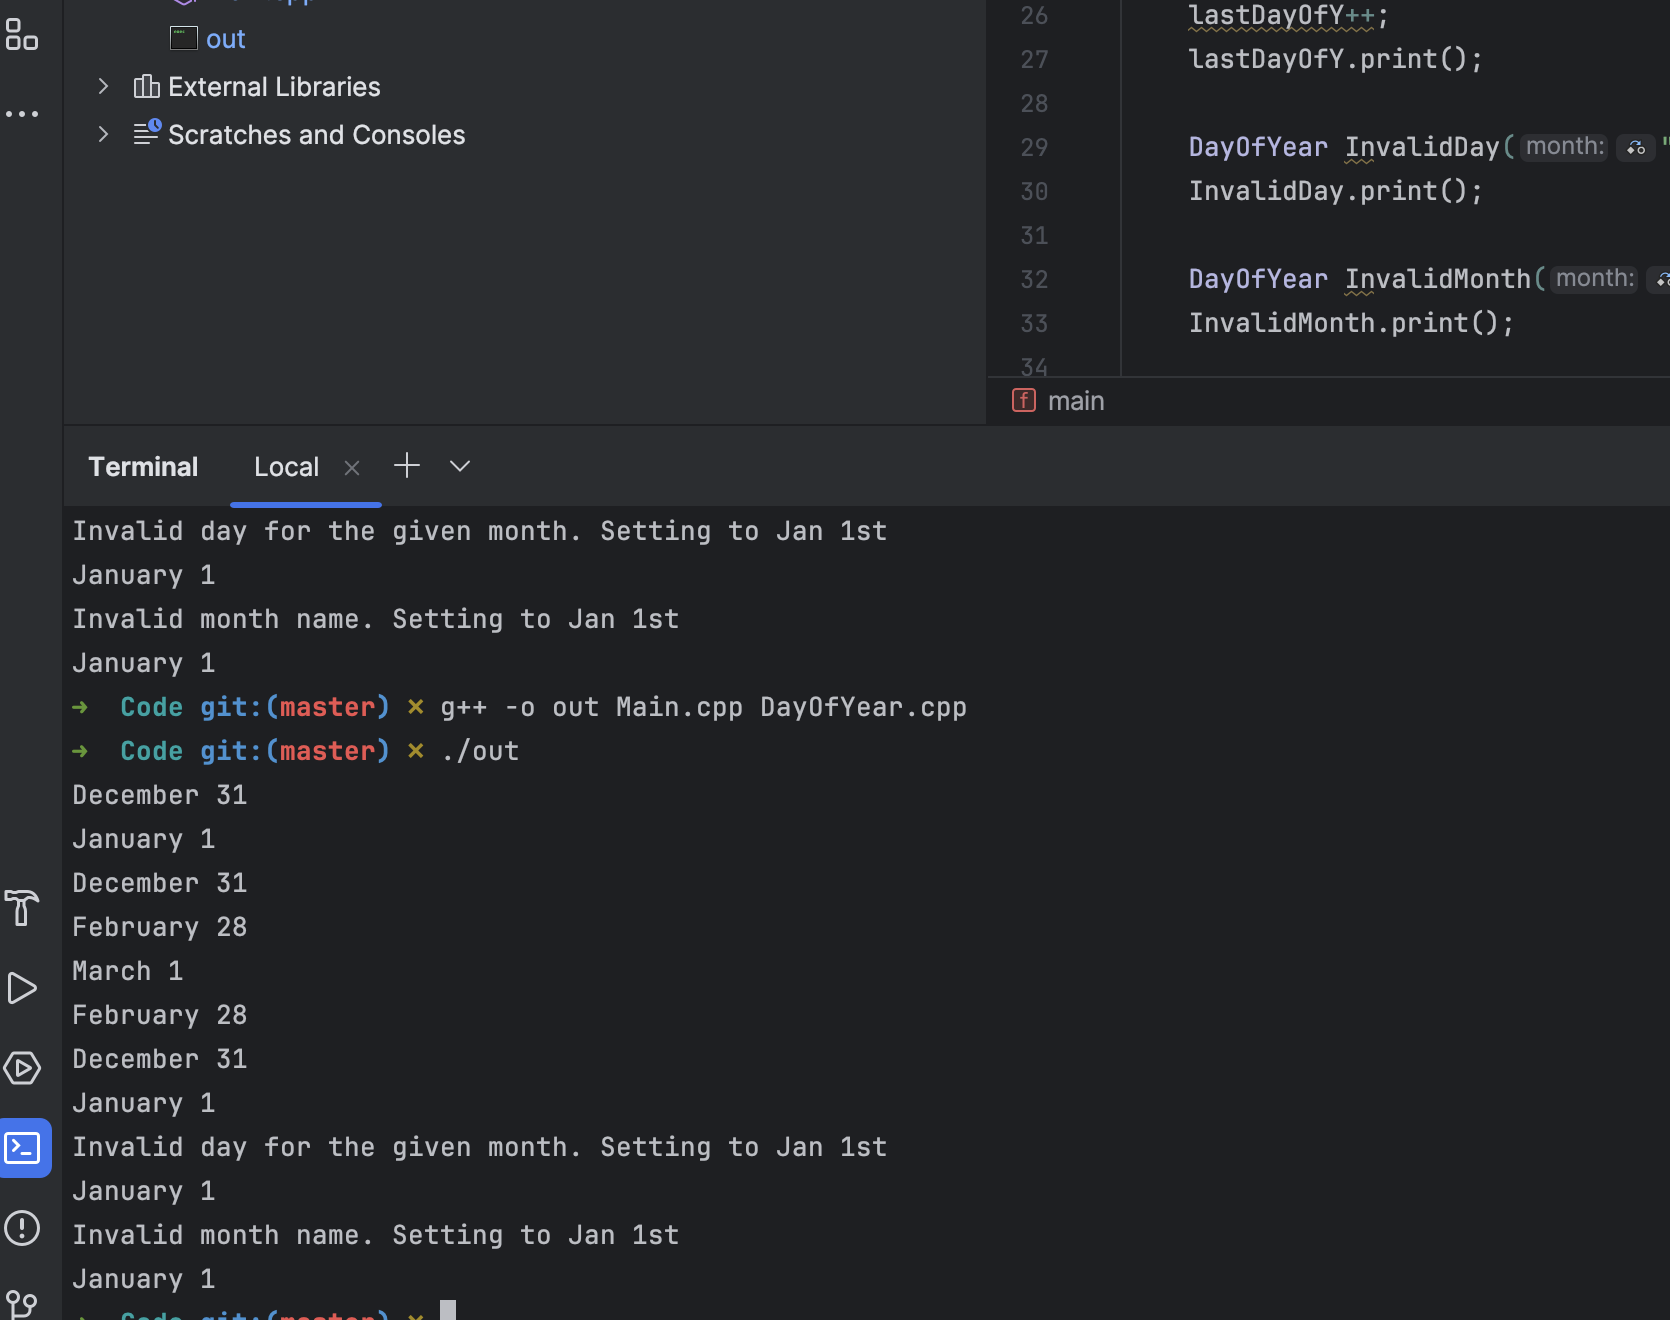 out
External Libraries
Scratches and Consoles
26 lastDayOfY++;
27 lastDayOfY.print();
28
29 DayOfYear InvalidDay( month: "
30 InvalidDay.print();
31
32 DayOfYear InvalidMonth( month:
33 InvalidMonth.print();
34
f main
Terminal Local
Invalid day for the given month. Setting to Jan 1st
January 1
Invalid month name. Setting to Jan 1st
January 1
➜ Code git:(master) ✗ g++ -o out Main.cpp DayOfYear.cpp
➜ Code git:(master) ✗ ./out
December 31
January 1
December 31
February 28
March 1
February 28
December 31
January 1
Invalid day for the given month. Setting to Jan 1st
January 1
Invalid month name. Setting to Jan 1st
January 1
➜ Code git:(master) ✗